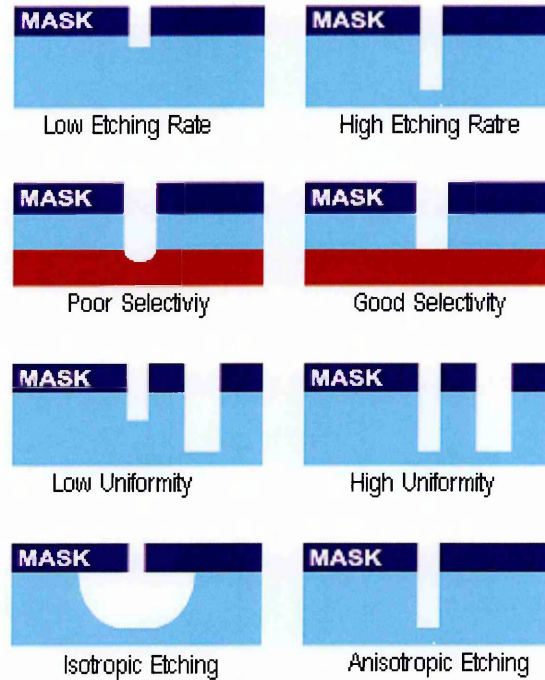 MASK MASK
Low Etching Rate High Etching Ratre
MASK MASK
Poor Selectiviy Good Selectivity
MASK MASK
Low Uniformity High Uniformity
MASK MASK
Isotropic Etching Anisotropic Etching